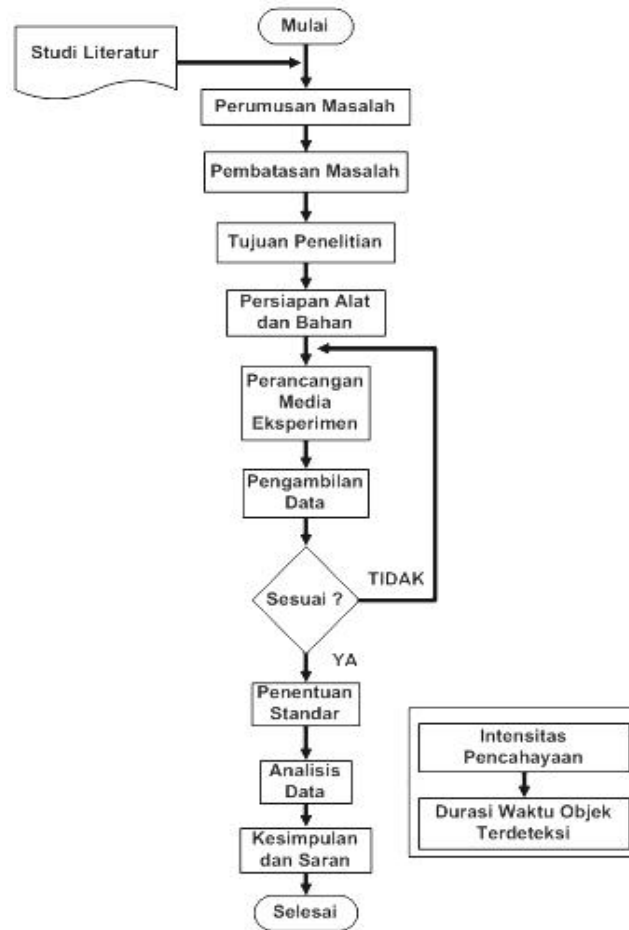 Mulai
Studi Literatur
Perumusan Masalah
Pembatasan Masalah
Tujuan Penelitian
Persiapan Alat
dan Bahan
Perancangan
Media
Eksperimen
Pengambilan
Data
TIDAK
Sesuai ?
YA
Penentuan
Standar
Analisis
Data
Kesimpulan
dan Saran
Selesai
Intensitas
Pencahayaan
Durasi Waktu Objek
Terdeteksi